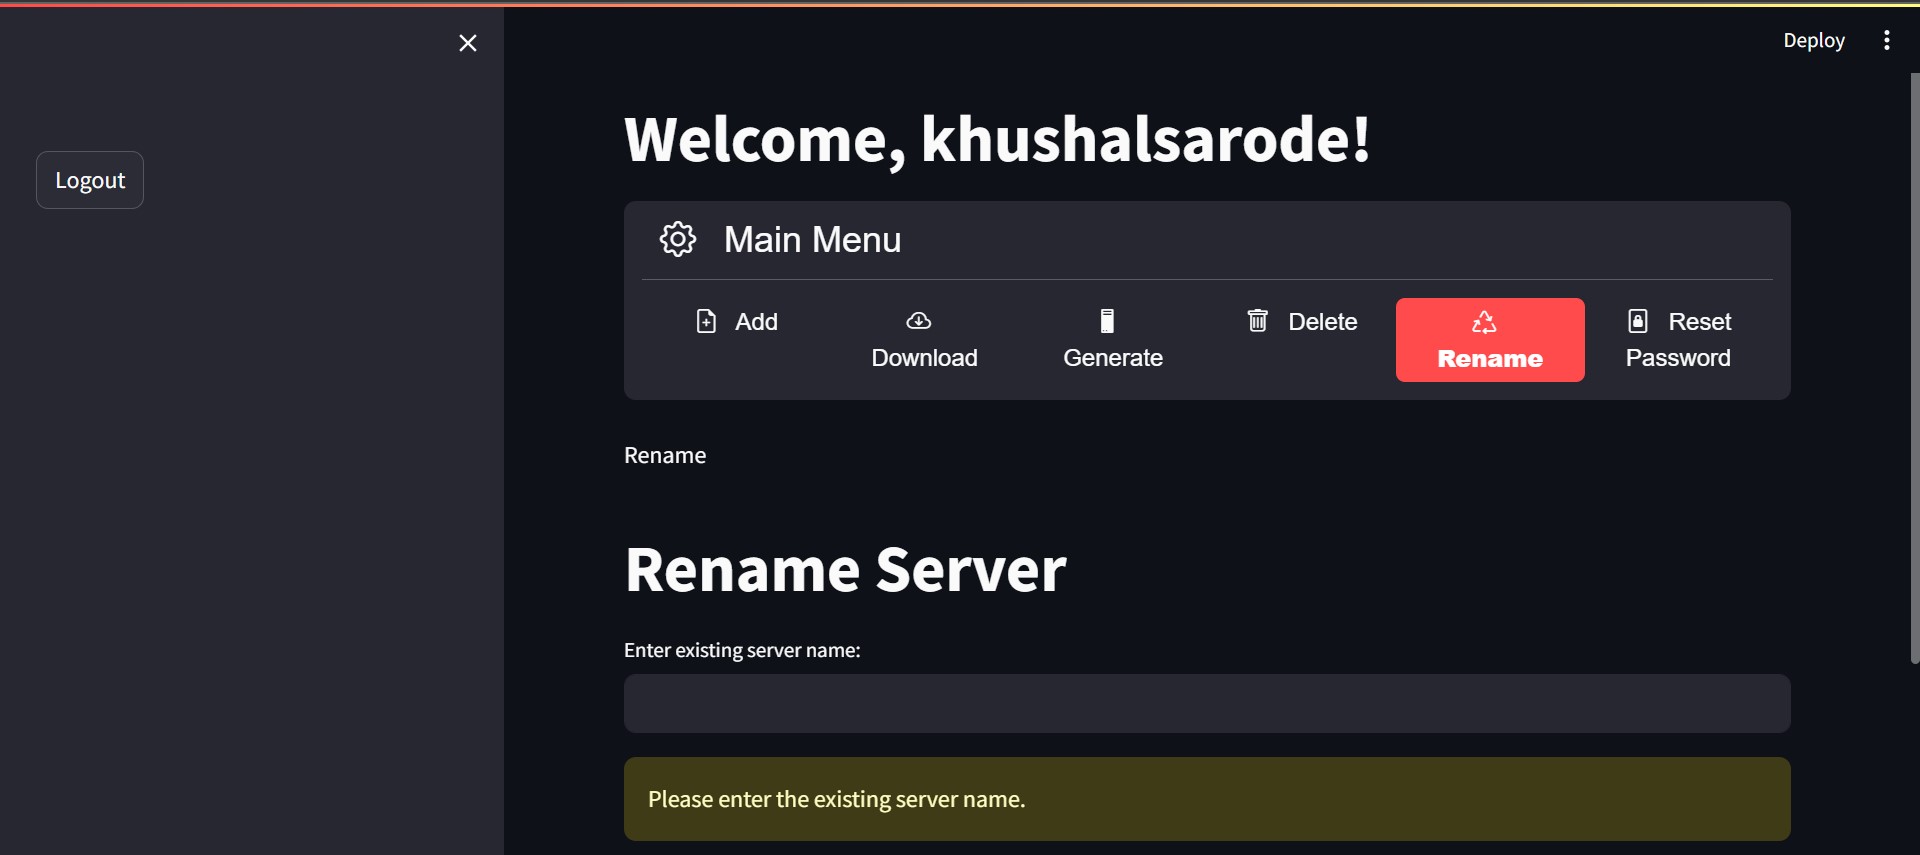 Deploy
Logout
Welcome, khushalsarode!
Main Menu
Add
Download
Generate
Delete
Rename
Reset
Password
Rename
Rename Server
Enter existing server name:
Please enter the existing server name.